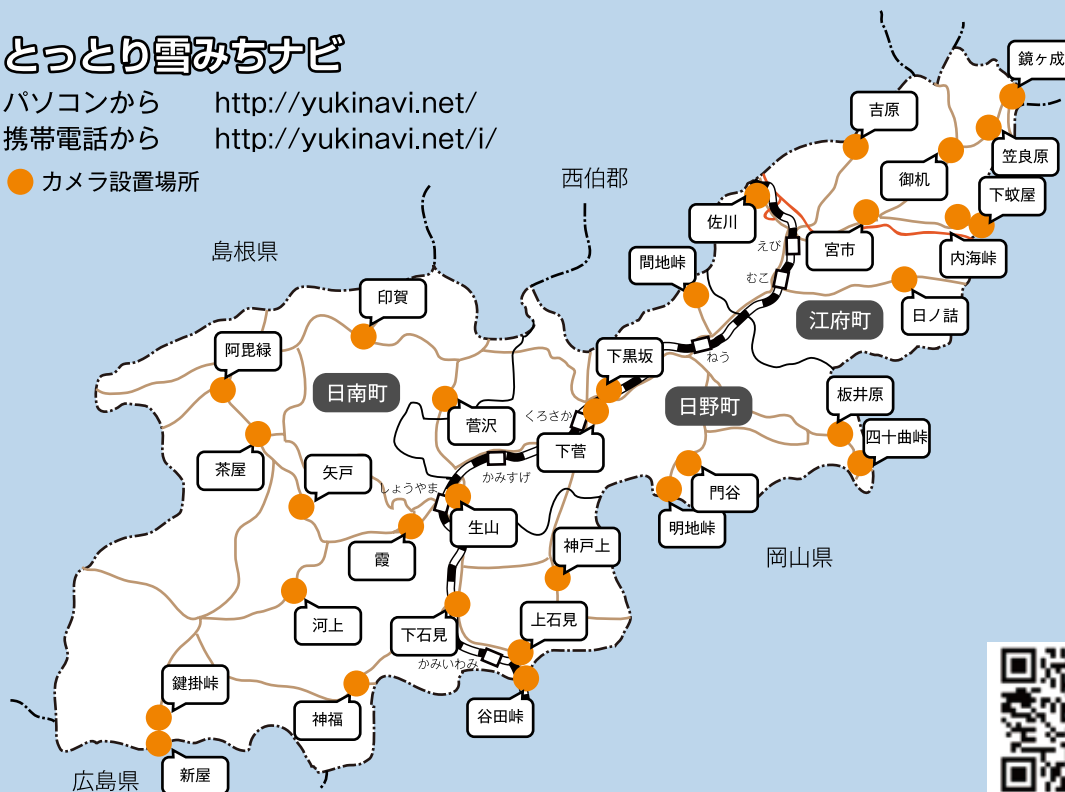 とっとり雪みちナビ
パソコンから http://yukinavi.net/
携帯電話から http://yukinavi.net/i/
カメラ設置場所
西伯郡
島根県
鏡ヶ成
吉原
笠良原
御机
下蚊屋
佐川
えび
宮市
内海峠
間地峠
むこ
印賀
江府町
日ノ詰
阿毘縁
下黒坂
ねう
日南町
日野町
板井原
くろさか
菅沢
四十曲峠
下菅
茶屋
矢戸
かみすげ
しょうやま
門谷
生山
明地峠
神戸上
霞
岡山県
河上
上石見
下石見
かみいわみ
鍵掛峠
神福
谷田峠
新屋
広島県